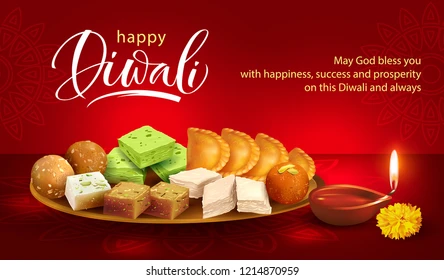 happy
Diwali
May God bless you
with happiness, success and prosperity
on this Diwali and always
shutterstock.com · 1214870959